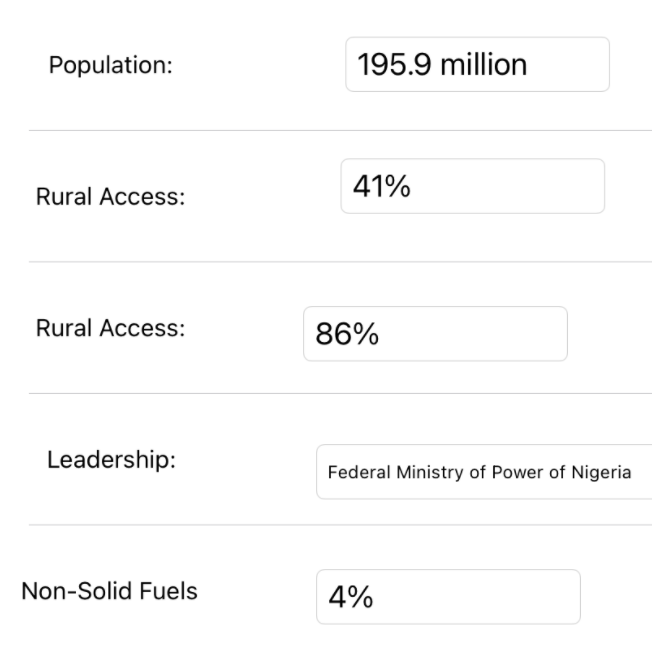 Population: 195.9 million
Rural Access: 41%
Rural Access: 86%
Leadership: Federal Ministry of Power of Nigeria
Non-Solid Fuels 4%